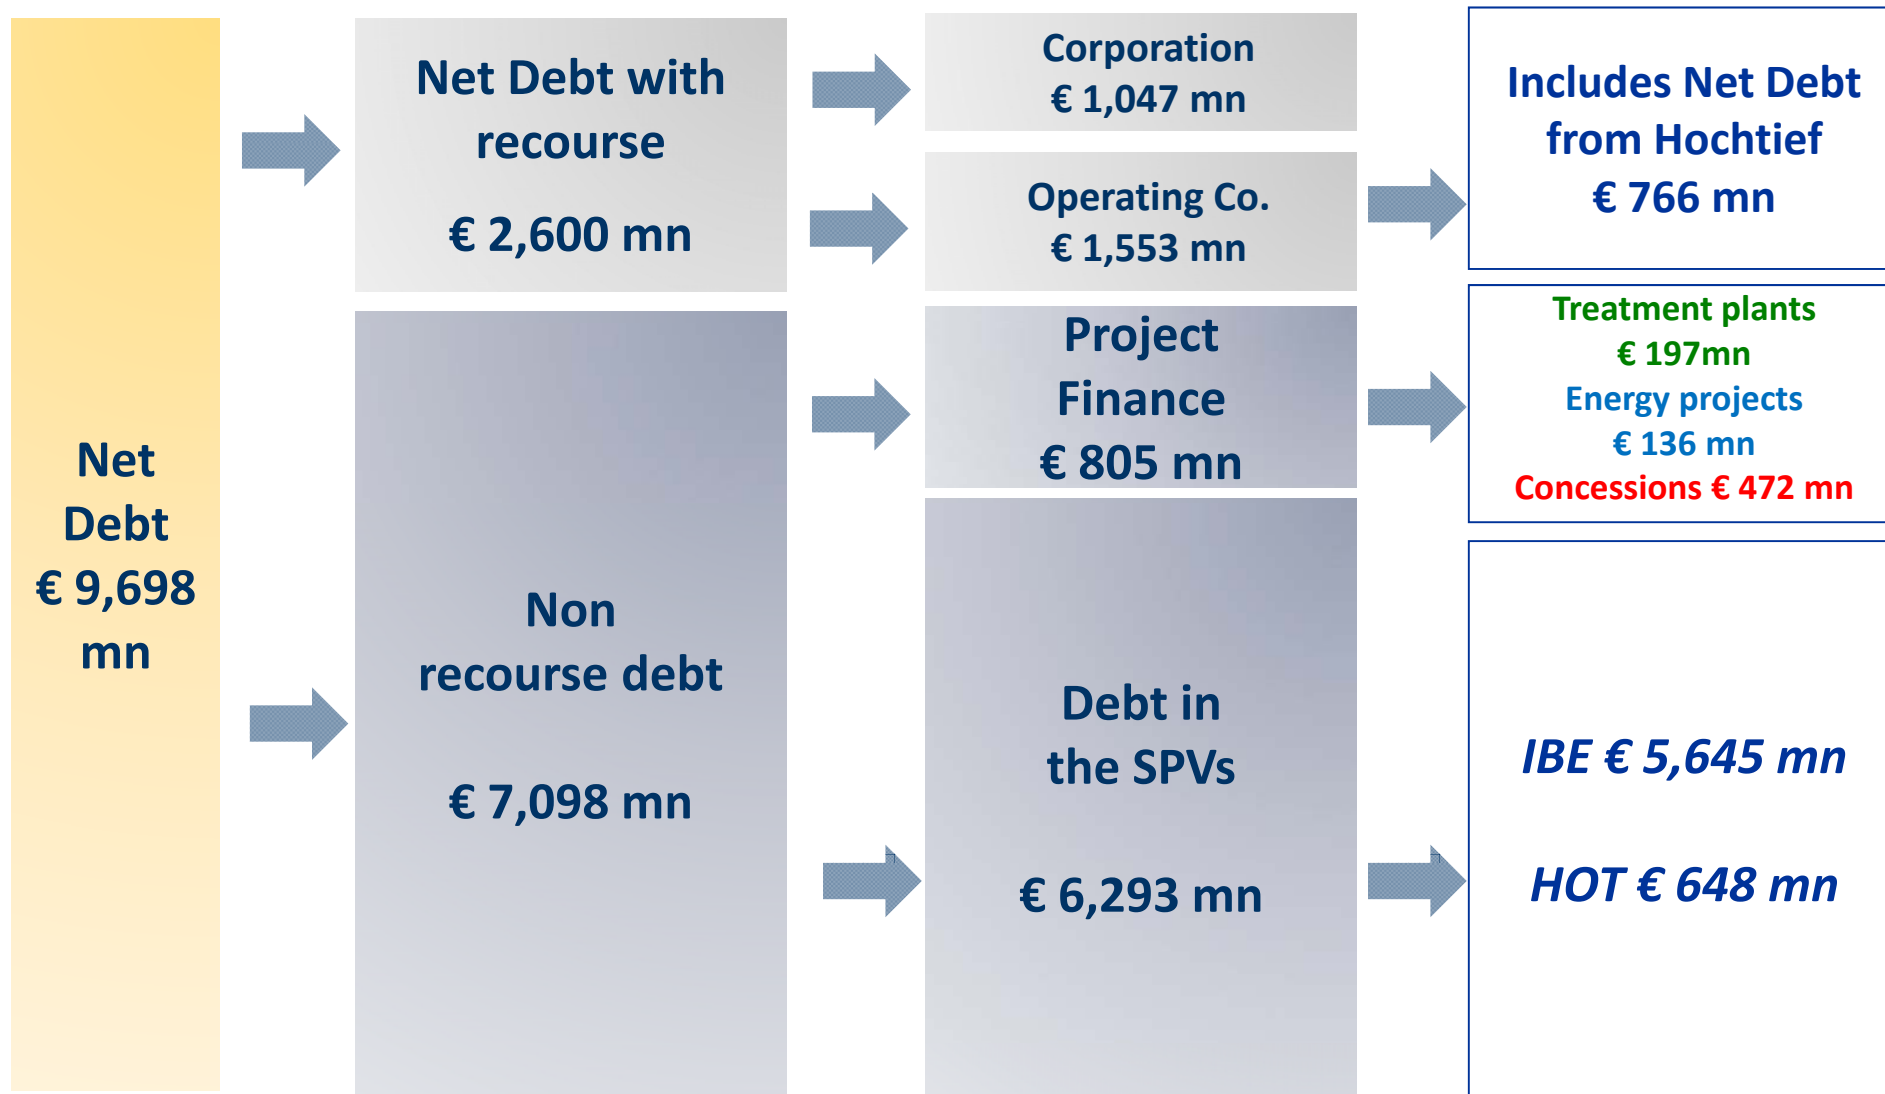 Net
Debt
€ 9,698
mn
Net Debt with
recourse
€ 2,600 mn
Non
recourse debt
€ 7,098 mn
Corporation
€ 1,047 mn
Operating Co.
€ 1,553 mn
Project
Finance
€ 805 mn
Debt in
the SPVs
€ 6,293 mn
Includes Net Debt
from Hochtief
€ 766 mn
Treatment plants
€ 197mn
Energy projects
€ 136 mn
Concessions € 472 mn
IBE € 5,645 mn
HOT € 648 mn